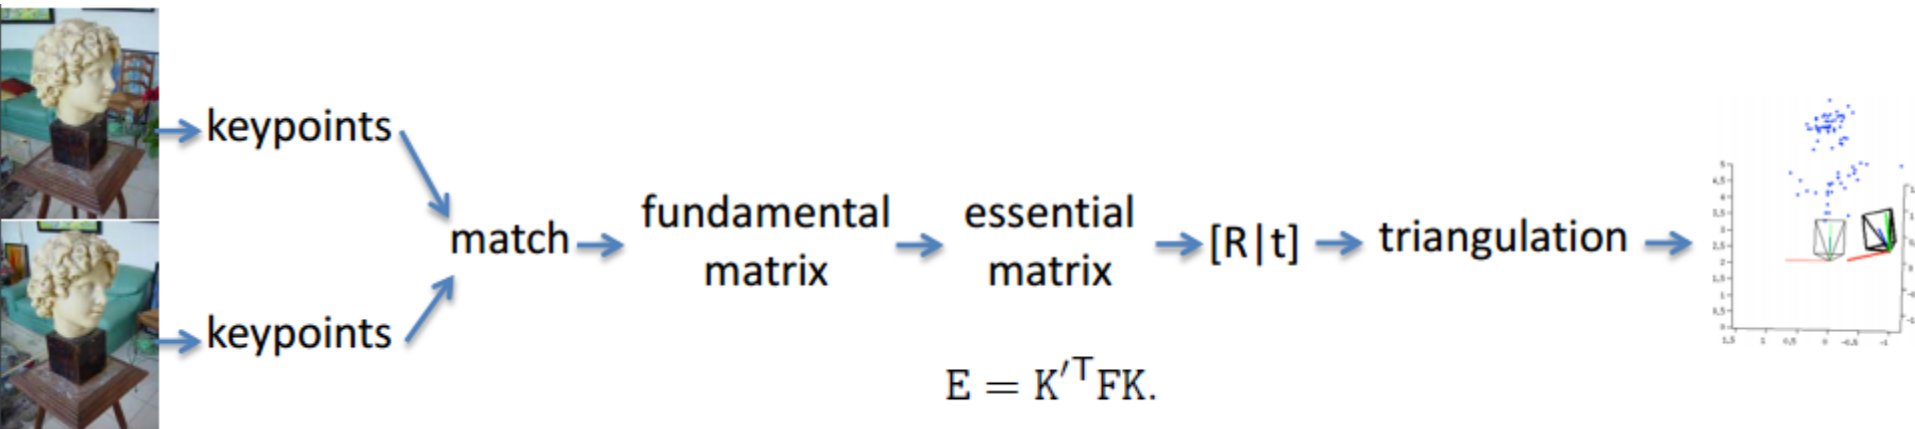 keypoints
match
fundamental
matrix
essential
matrix
[R|t]
triangulation
keypoints
E = K′ᵀFK.